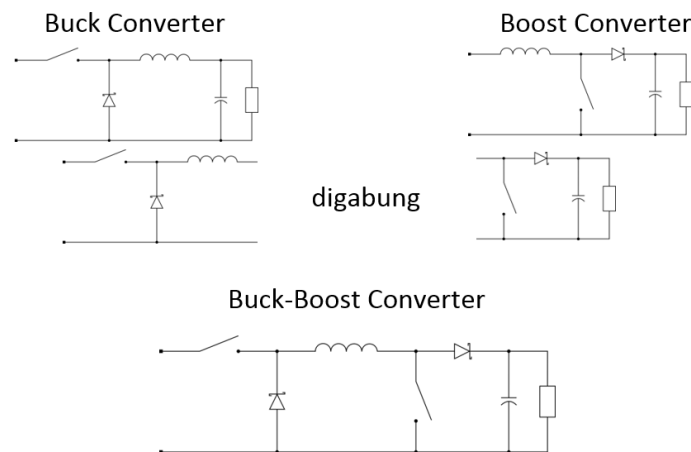 Buck Converter
Boost Converter
digabung
Buck-Boost Converter